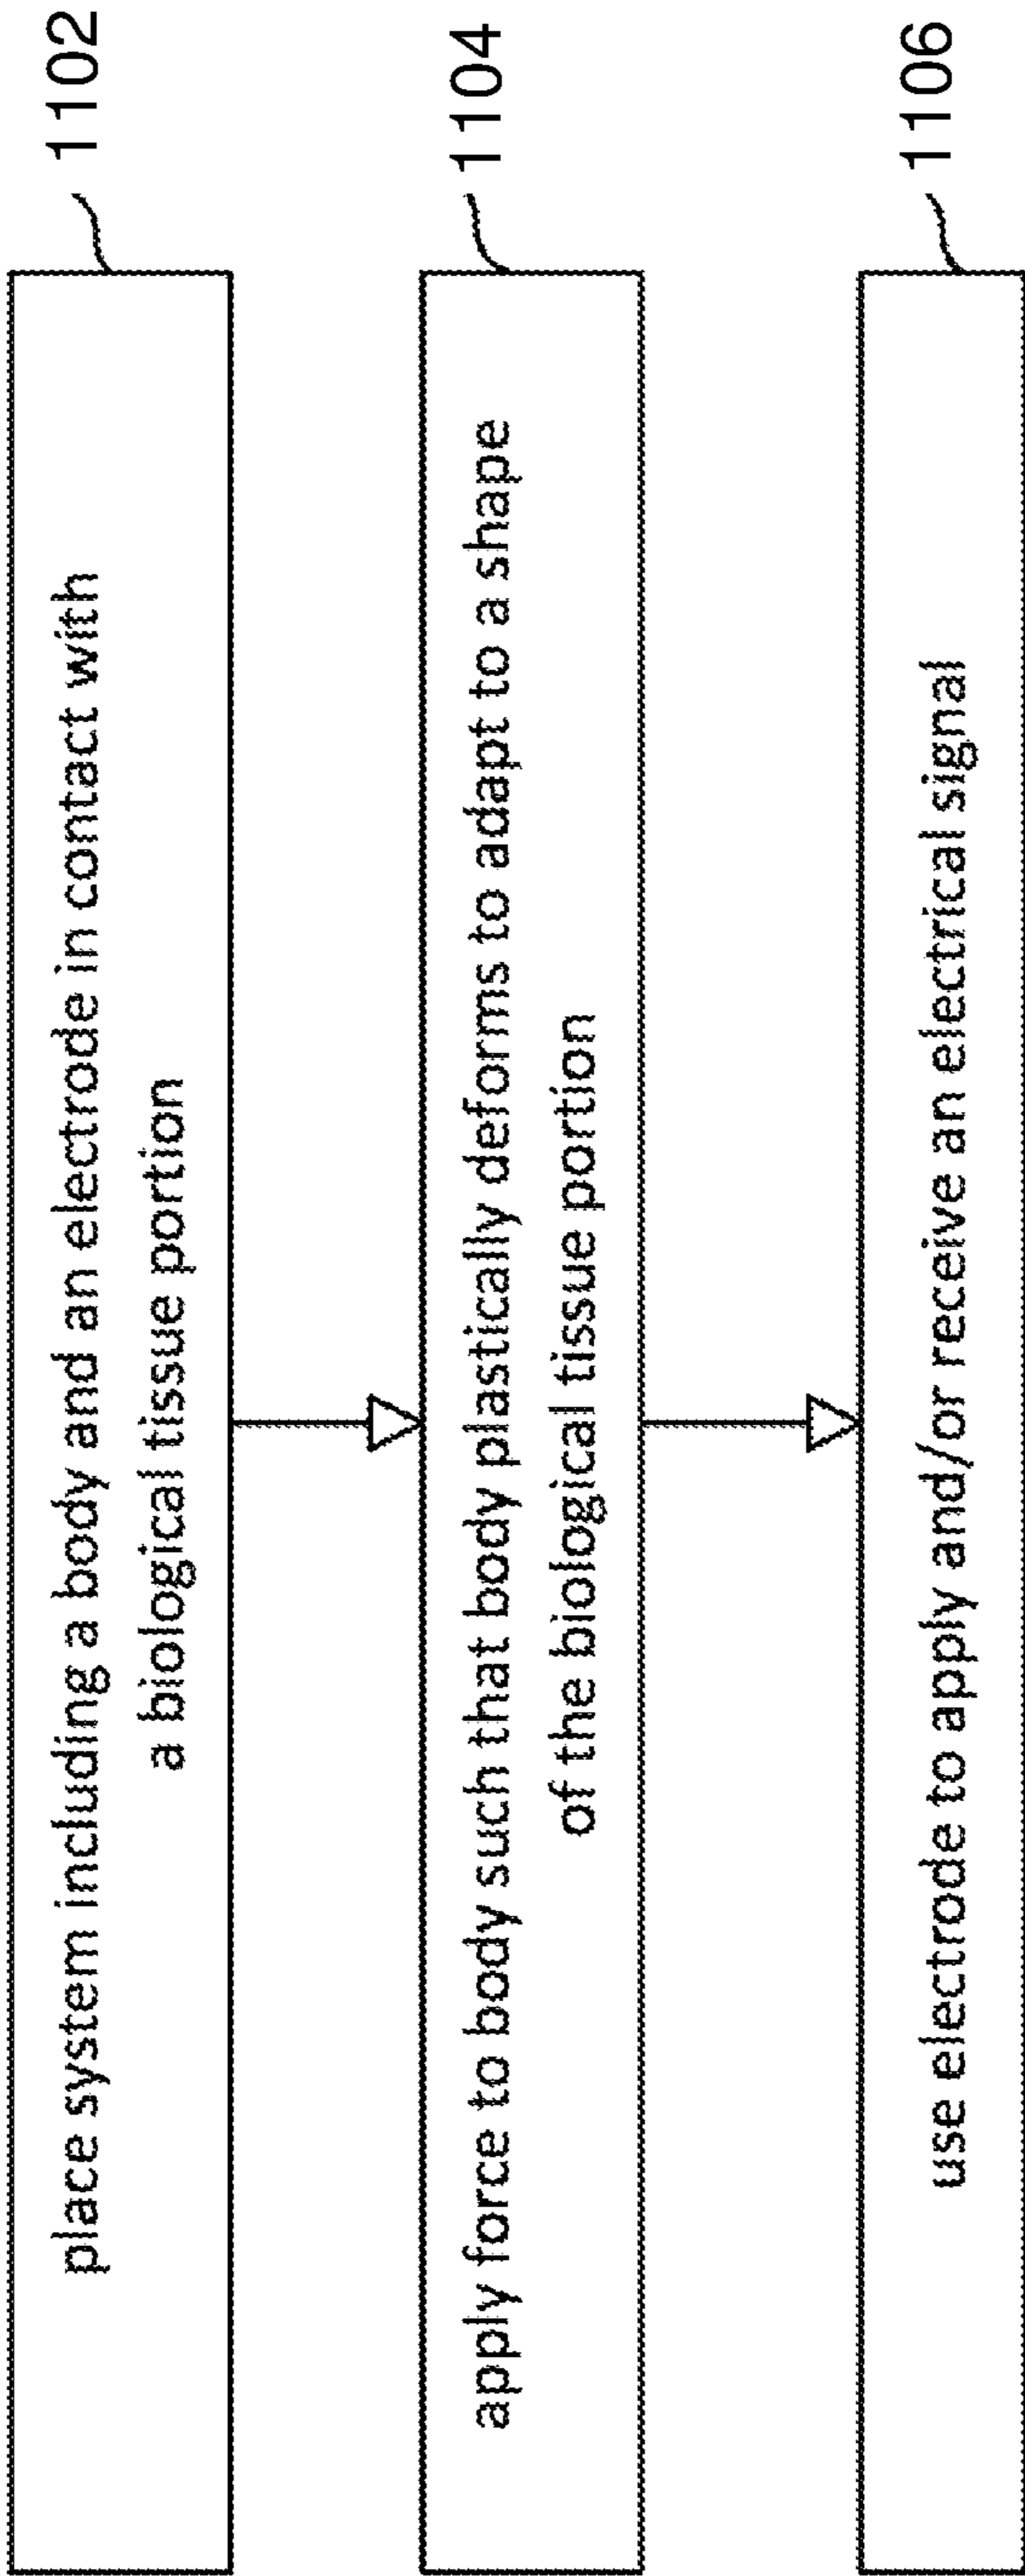 place system including a body and an electrode in contact with
a biological tissue portion
1102
apply force to body such that body plastically deforms to adapt to a shape
of the biological tissue portion
1104
use electrode to apply and/or receive an electrical signal
1106